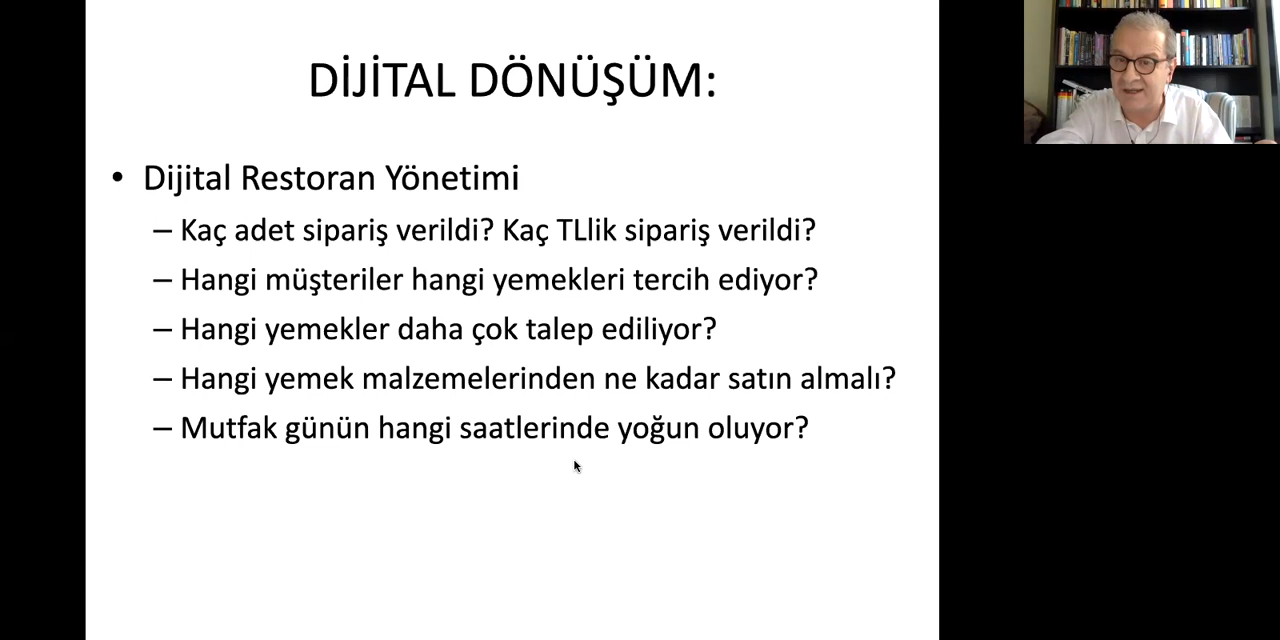 DİJİTAL DÖNÜŞÜM:
• Dijital Restoran Yönetimi
– Kaç adet sipariş verildi? Kaç TLlik sipariş verildi?
– Hangi müşteriler hangi yemekleri tercih ediyor?
– Hangi yemekler daha çok talep ediliyor?
– Hangi yemek malzemelerinden ne kadar satın almalı?
– Mutfak günün hangi saatlerinde yoğun oluyor?